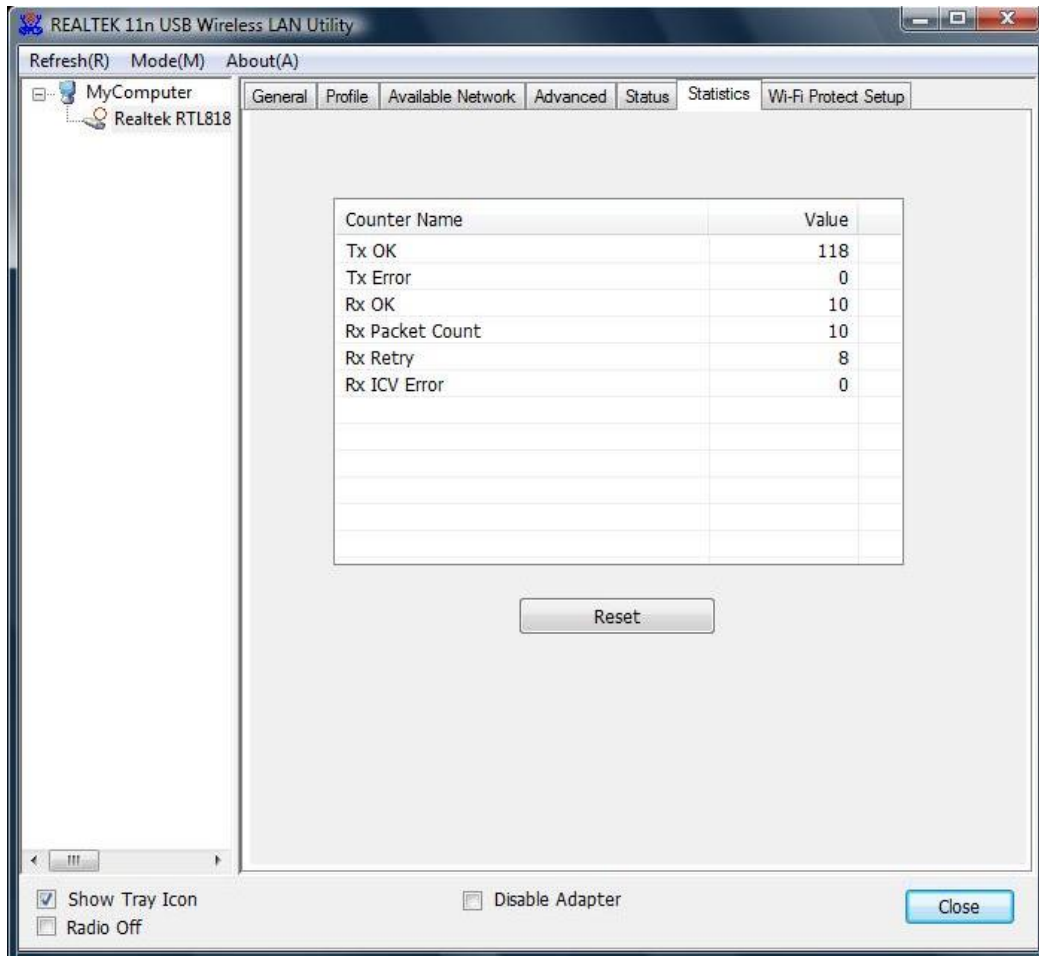 REALTEK 11n USB Wireless LAN Utility
Refresh(R) Mode(M) About(A)
MyComputer
Realtek RTL818
General Profile Available Network Advanced Status Statistics Wi-Fi Protect Setup
Counter Name Value
Tx OK 118
Tx Error 0
Rx OK 10
Rx Packet Count 10
Rx Retry 8
Rx ICV Error 0
Reset
Show Tray Icon
Radio Off
Disable Adapter
Close